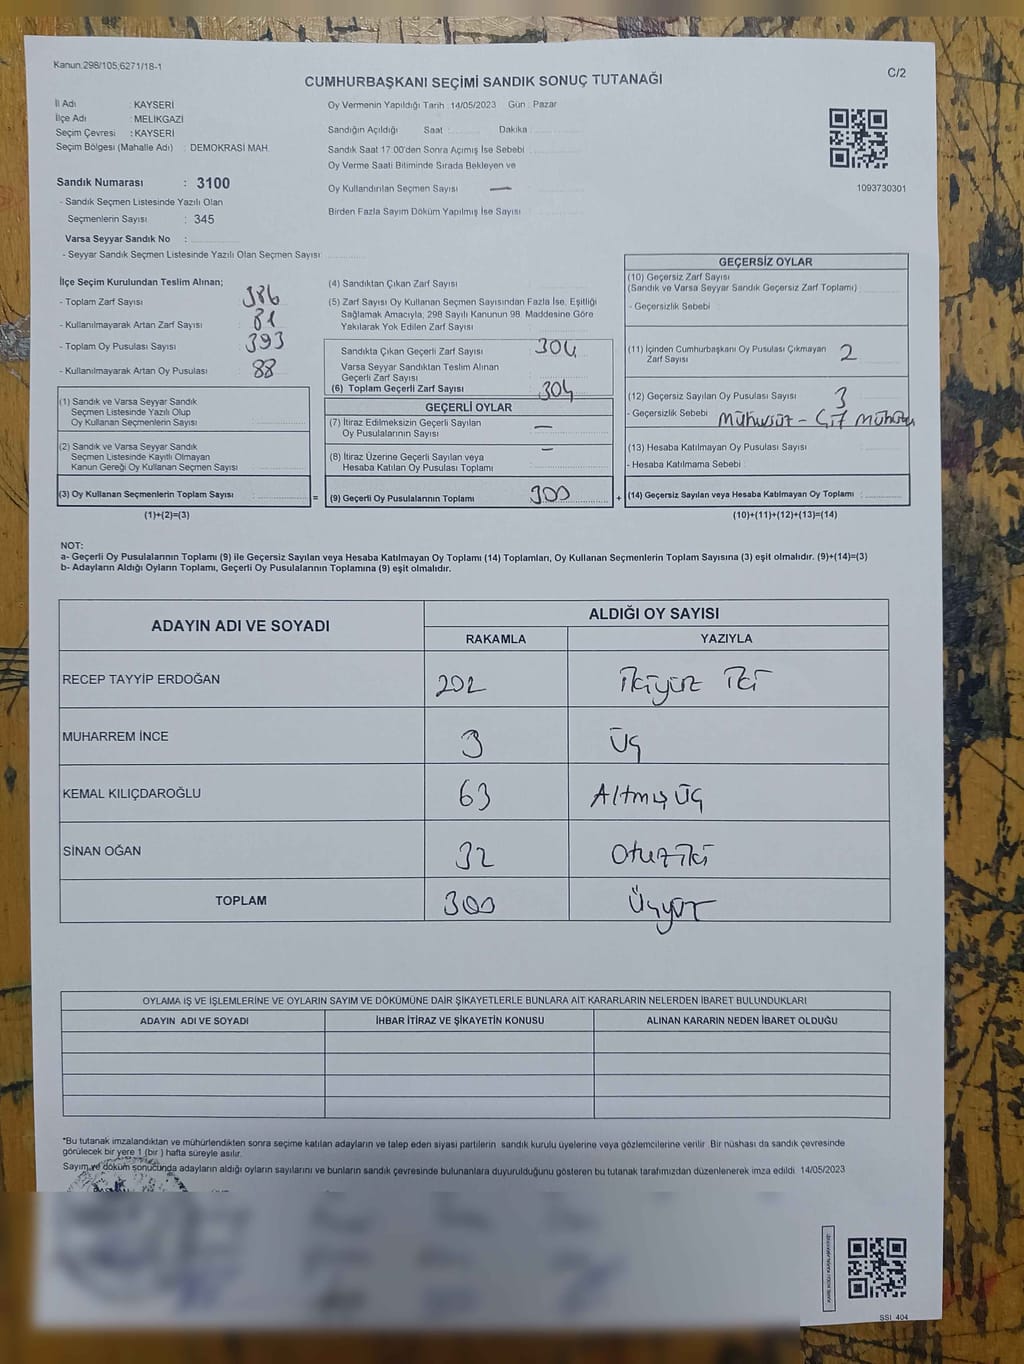 Kanun:298/105;6271/18-1
C/2
CUMHURBAŞKANI SEÇİMİ SANDIK SONUÇ TUTANAĞI
İl Adı : KAYSERİ
İlçe Adı : MELİKGAZİ
Seçim Çevresi : KAYSERİ
Seçim Bölgesi (Mahalle Adı) : DEMOKRASİ MAH.
Sandık Numarası : 3100
- Sandık Seçmen Listesinde Yazılı Olan
Seçmenlerin Sayısı : 345
Varsa Seyyar Sandık No :
- Seyyar Sandık Seçmen Listesinde Yazılı Olan Seçmen Sayısı :
Oy Vermenin Yapıldığı Tarih : 14/05/2023 Gün : Pazar
Sandığın Açıldığı Saat : Dakika :
Sandık Saat 17:00'den Sonra Açımış İse Sebebi :
Oy Verme Saati Bitiminde Sırada Bekleyen ve
Oy Kullandırılan Seçmen Sayısı —
Birden Fazla Sayım Döküm Yapılmış İse Sayısı :
1093730301
İlçe Seçim Kurulundan Teslim Alınan;
- Toplam Zarf Sayısı : 386
- Kullanılmayarak Artan Zarf Sayısı : 81
- Toplam Oy Pusulası Sayısı : 393
- Kullanılmayarak Artan Oy Pusulası : 88
(1) Sandık ve Varsa Seyyar Sandık
Seçmen Listesinde Yazılı Olup
Oy Kullanan Seçmenlerin Sayısı :
(2) Sandık ve Varsa Seyyar Sandık
Seçmen Listesinde Kayıtlı Olmayan
Kanun Gereği Oy Kullanan Seçmen Sayısı :
(3) Oy Kullanan Seçmenlerin Toplam Sayısı :
(1)+(2)=(3)
=
(4) Sandıktan Çıkan Zarf Sayısı :
(5) Zarf Sayısı Oy Kullanan Seçmen Sayısından Fazla İse, Eşitliği
Sağlamak Amacıyla; 298 Sayılı Kanunun 98. Maddesine Göre
Yakılarak Yok Edilen Zarf Sayısı :
Sandıkta Çıkan Geçerli Zarf Sayısı : 304
Varsa Seyyar Sandıktan Teslim Alınan
Geçerli Zarf Sayısı :
(6) Toplam Geçerli Zarf Sayısı : 304
GEÇERLİ OYLAR
(7) İtiraz Edilmeksizin Geçerli Sayılan
Oy Pusulalarının Sayısı : —
(8) İtiraz Üzerine Geçerli Sayılan veya
Hesaba Katılan Oy Pusulası Toplamı : —
(9) Geçerli Oy Pusulalarının Toplamı : 300
+
GEÇERSİZ OYLAR
(10) Geçersiz Zarf Sayısı
(Sandık ve Varsa Seyyar Sandık Geçersiz Zarf Toplamı) :
- Geçersizlik Sebebi :
(11) İçinden Cumhurbaşkanı Oy Pusulası Çıkmayan
Zarf Sayısı : 2
(12) Geçersiz Sayılan Oy Pusulası Sayısı : 3
- Geçersizlik Sebebi : Mühürsüz - Çift Mühür
(13) Hesaba Katılmayan Oy Pusulası Sayısı :
- Hesaba Katılmama Sebebi :
(14) Geçersiz Sayılan veya Hesaba Katılmayan Oy Toplamı :
(10)+(11)+(12)+(13)=(14)
NOT:
a- Geçerli Oy Pusulalarının Toplamı (9) ile Geçersiz Sayılan veya Hesaba Katılmayan Oy Toplamı (14) Toplamları, Oy Kullanan Seçmenlerin Toplam Sayısına (3) eşit olmalıdır. (9)+(14)=(3)
b- Adayların Aldığı Oyların Toplamı, Geçerli Oy Pusulalarının Toplamına (9) eşit olmalıdır.
ADAYIN ADI VE SOYADI
ALDIĞI OY SAYISI
RAKAMLA YAZIYLA
RECEP TAYYİP ERDOĞAN 202 İkiyüz İki
MUHARREM İNCE 3 Üç
KEMAL KILIÇDAROĞLU 63 Altmış Üç
SİNAN OĞAN 32 Otuziki
TOPLAM 300 Üçyüz
OYLAMA İŞ VE İŞLEMLERİNE VE OYLARIN SAYIM VE DÖKÜMÜNE DAİR ŞİKAYETLERLE BUNLARA AİT KARARLARIN NELERDEN İBARET BULUNDUKLARI
ADAYIN ADI VE SOYADI İHBAR İTİRAZ VE ŞİKAYETİN KONUSU ALINAN KARARIN NEDEN İBARET OLDUĞU
*Bu tutanak imzalandıktan ve mühürlendikten sonra seçime katılan adayların ve talep eden siyasi partilerin sandık kurulu üyelerine veya gözlemcilerine verilir. Bir nüshası da sandık çevresinde
görülecek bir yere 1 (bir ) hafta süreyle asılır.
Sayım ve döküm sonucunda adayların aldığı oyların sayılarını ve bunların sandık çevresinde bulunanlara duyurulduğunu gösteren bu tutanak tarafımızdan düzenlenerek imza edildi. 14/05/2023
SSI_404